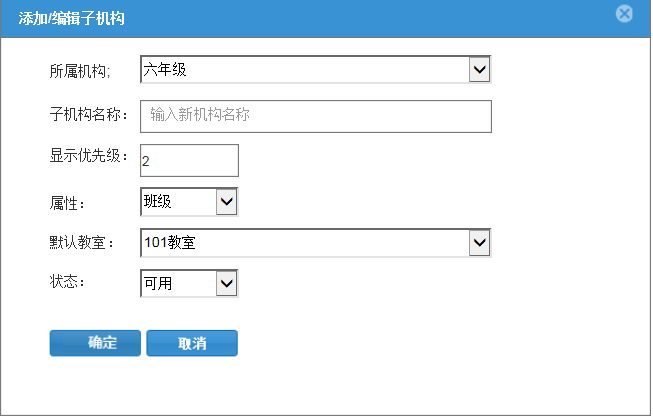 添加/编辑子机构
所属机构; 六年级
子机构名称： 输入新机构名称
显示优先级： 2
属性： 班级
默认教室： 101教室
状态： 可用
确定 取消